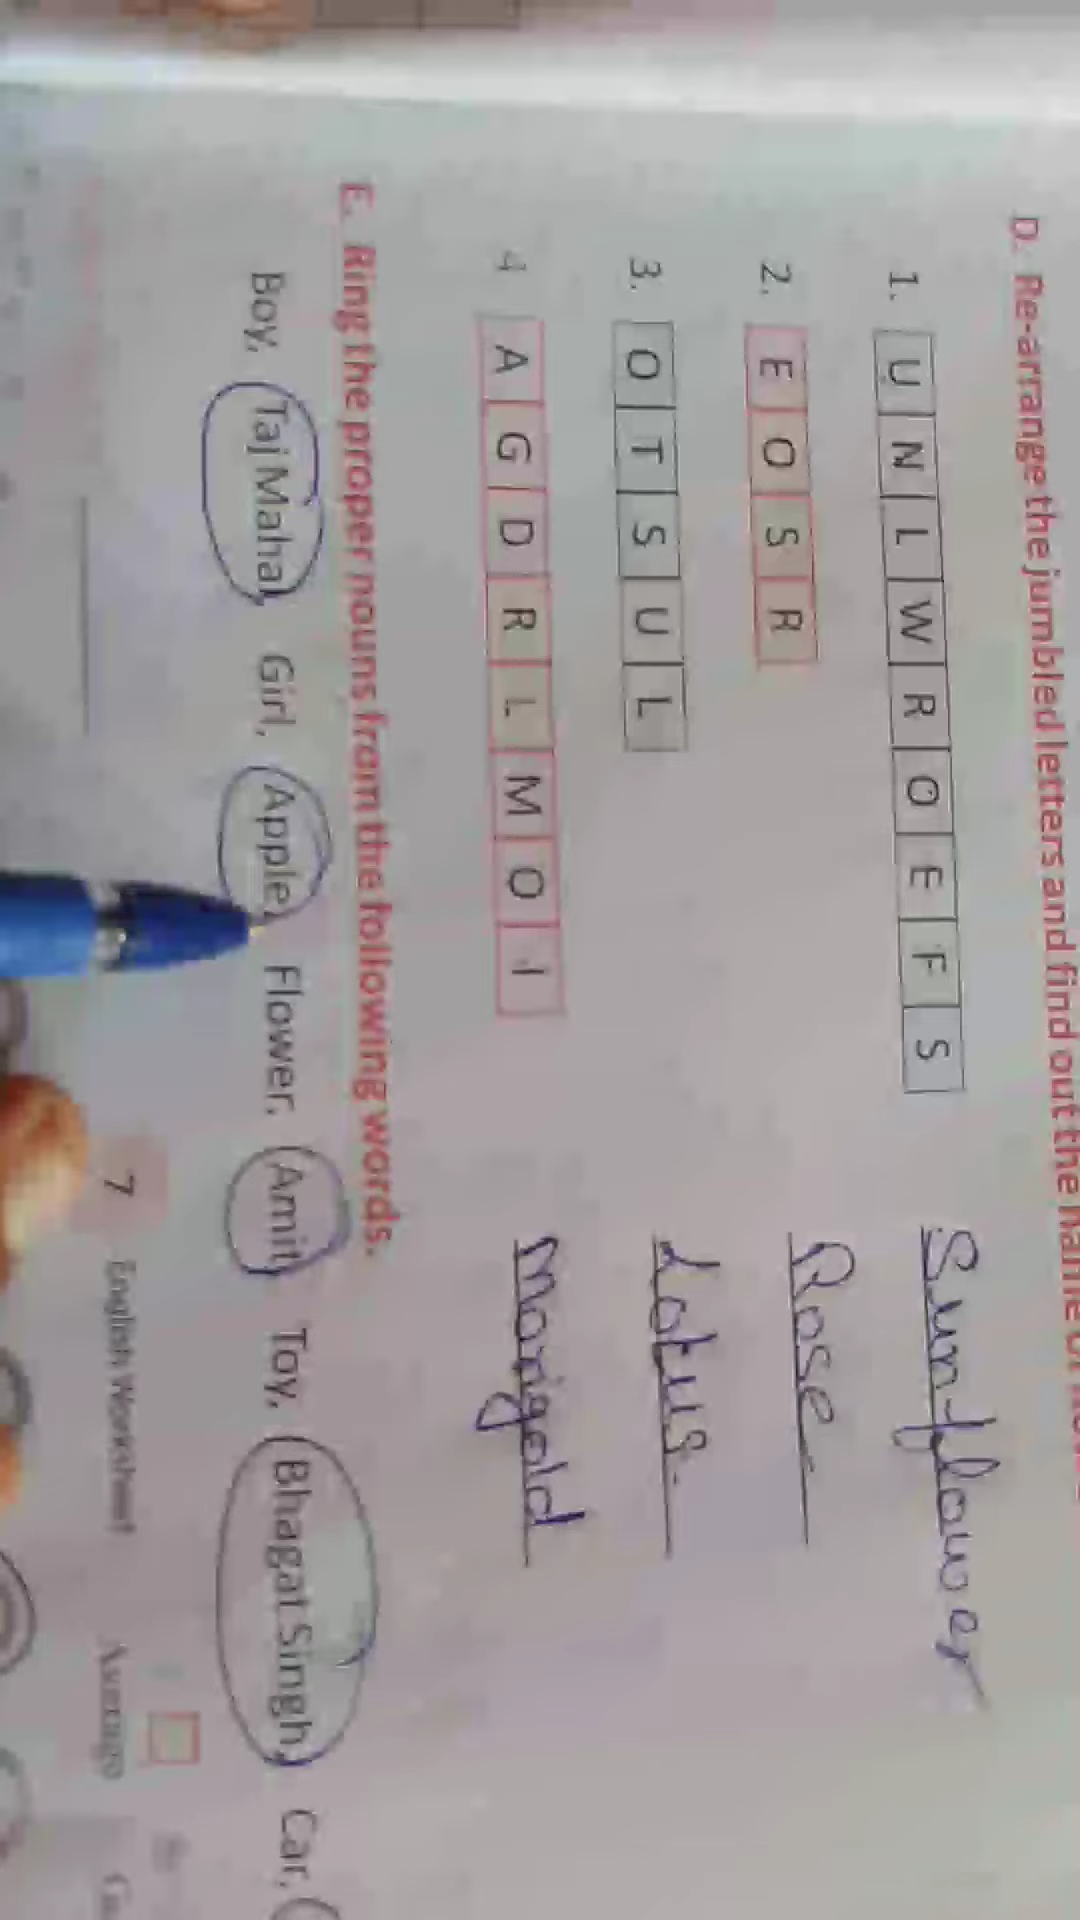 D. Re-arrange the jumbled letters and find out the name of
1. U N L W R O E F S Sunflower
2. E O S R Rose
3. O T S U L Lotus.
4 A G D R L M O I Marigold
E. Ring the proper nouns from the following words.
Boy, Taj Mahal, Girl, Apple, Flower, Amit, Toy, Bhagat Singh, Car,
7 English Worksheet Average